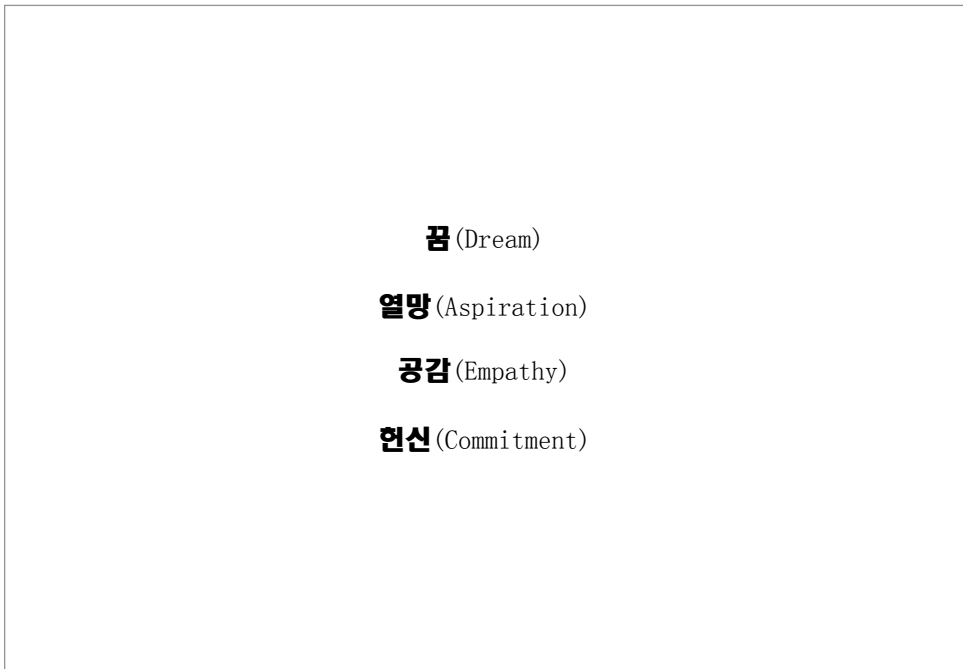 꿈(Dream)
열망(Aspiration)
공감(Empathy)
헌신(Commitment)